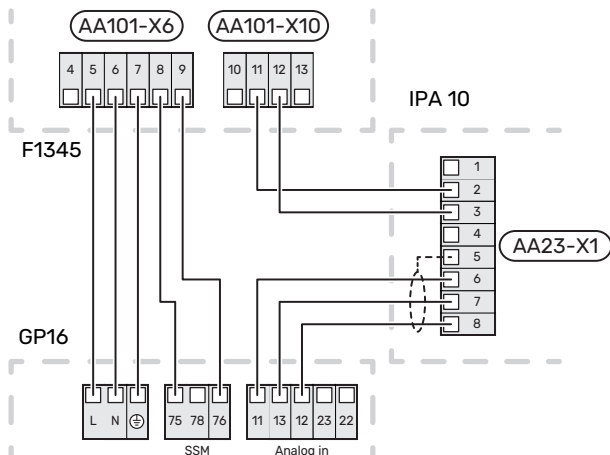 AA101-X6 AA101-X10
4 5 6 7 8 9 10 11 12 13
IPA 10
F1345
1
2
3
4
5
6
7
8
AA23-X1
GP16
L N 75 78 76 11 13 12 23 22
SSM Analog in